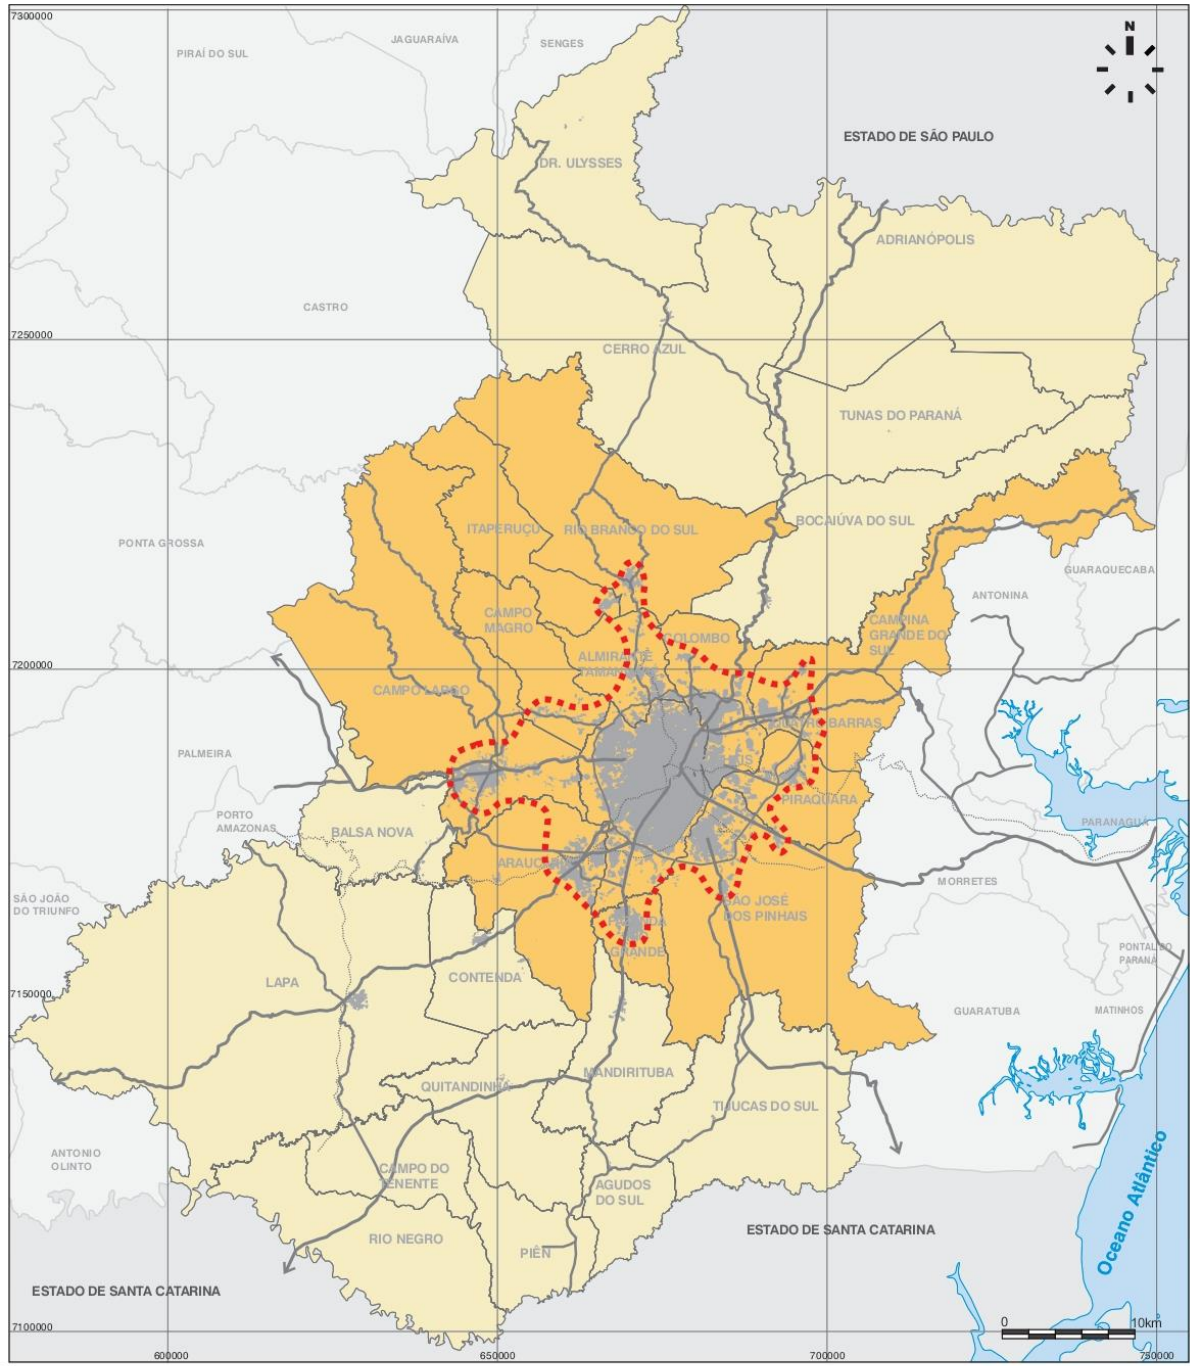 7300000
JAGUARAÍVA
SENGES
PIRAÍ DO SUL
N
ESTADO DE SÃO PAULO
DR. ULYSSES
ADRIANÓPOLIS
CASTRO
7250000
CERRO AZUL
TUNAS DO PARANÁ
BOCAIÚVA DO SUL
ITAPERUÇU
RIO BRANCO DO SUL
PONTA GROSSA
GUARAQUECABA
ANTONINA
CAMPO
MAGRO
CAMPINA
GRANDE DO
SUL
COLOMBO
ALMIRANTE
7200000
CAMPO LARGO
BARRAS
PALMEIRA
PIRAQUARA
PORTO
AMAZONAS
BALSA NOVA
PARANAGUÁ
MORRETES
SÃO JOÃO
DO TRIUNFO
SÃO JOSÉ
DOS PINHAIS
GRANDE
PONTAL DO
PARANÁ
LAPA
CONTENDA
7150000
GUARATUBA
MATINHOS
MANDIRITUBA
QUITANDINHA
TIJUCAS DO SUL
ANTONIO
OLINTO
CAMPO DO
TENENTE
AGUDOS
DO SUL
Oceano Atlântico
RIO NEGRO
PIÊN
ESTADO DE SANTA CATARINA
ESTADO DE SANTA CATARINA
0
10km
7100000
600000
650000
700000
750000